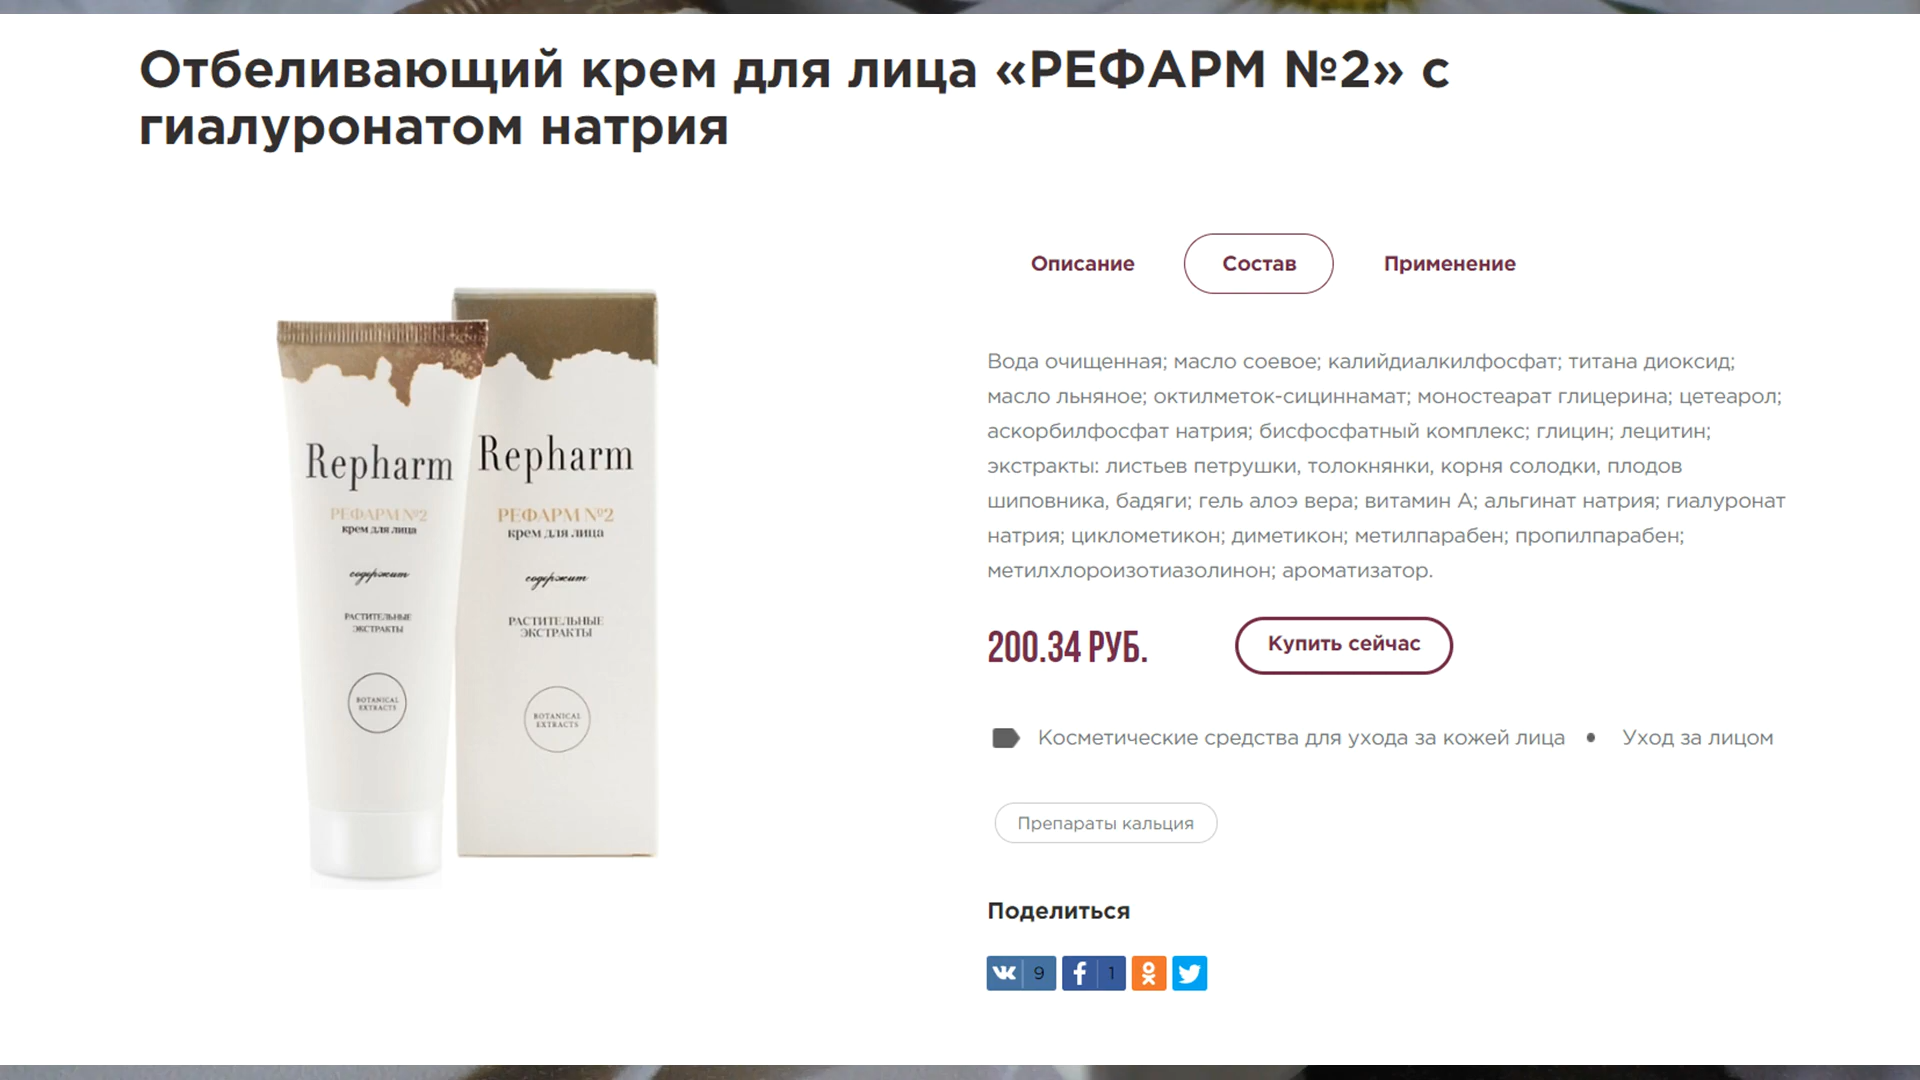 Отбеливающий крем для лица «РЕФАРМ №2» с
гиалуронатом натрия
Описание
Состав
Применение
Вода очищенная; масло соевое; калийдиалкилфосфат; титана диоксид;
масло льняное; октилметок-сициннамат; моностеарат глицерина; цетеарол;
аскорбилфосфат натрия; бисфосфатный комплекс; глицин; лецитин;
экстракты: листьев петрушки, толокнянки, корня солодки, плодов
шиповника, бадяги; гель алоэ вера; витамин А; альгинат натрия; гиалуронат
натрия; циклометикон; диметикон; метилпарабен; пропилпарабен;
метилхлороизотиазолинон; ароматизатор.
200.34 РУБ.
Купить сейчас
Косметические средства для ухода за кожей лица • Уход за лицом
Препараты кальция
Поделиться
9
1
Repharm
РЕФАРМ №2
крем для лица
содержит
РАСТИТЕЛЬНЫЕ
ЭКСТРАКТЫ
BOTANICAL
EXTRACTS
Repharm
РЕФАРМ №2
крем для лица
содержит
РАСТИТЕЛЬНЫЕ
ЭКСТРАКТЫ
BOTANICAL
EXTRACTS